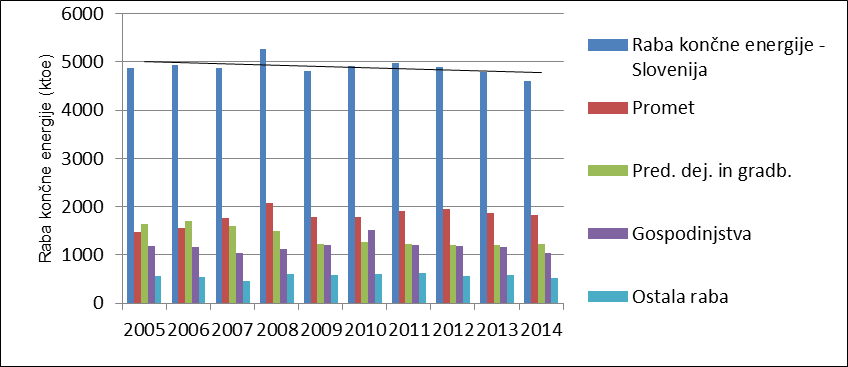 6000
5000
4000
3000
2000
1000
0
Raba končne energije (ktoe)
2005 2006 2007 2008 2009 2010 2011 2012 2013 2014
Raba končne energije -
Slovenija
Promet
Pred. dej. in gradb.
Gospodinjstva
Ostala raba